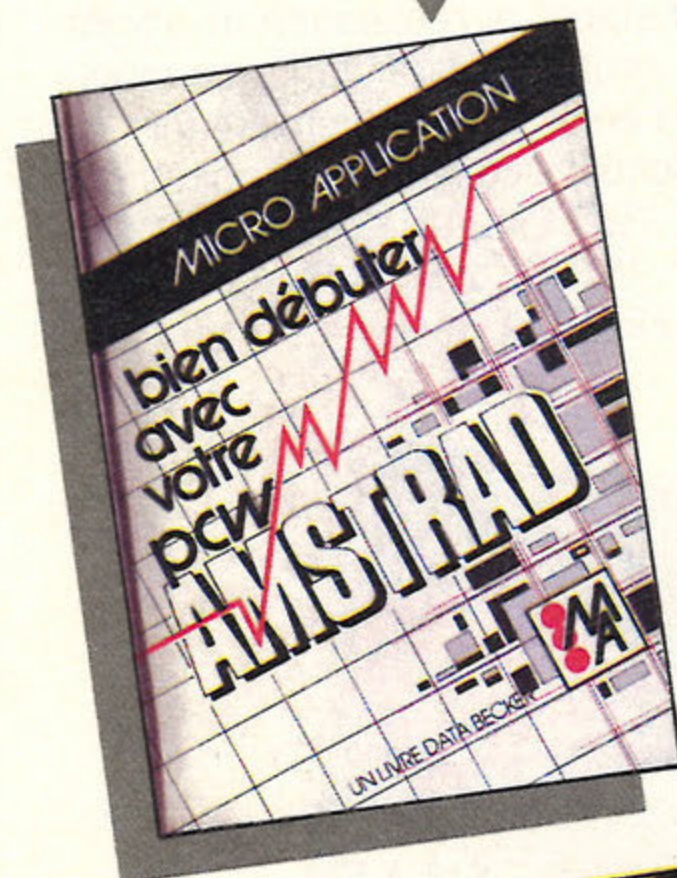 MICRO APPLICATION
bien débuter
avec
votre
pcw
AMSTRAD
MA
UN LIVRE DATA BECKER